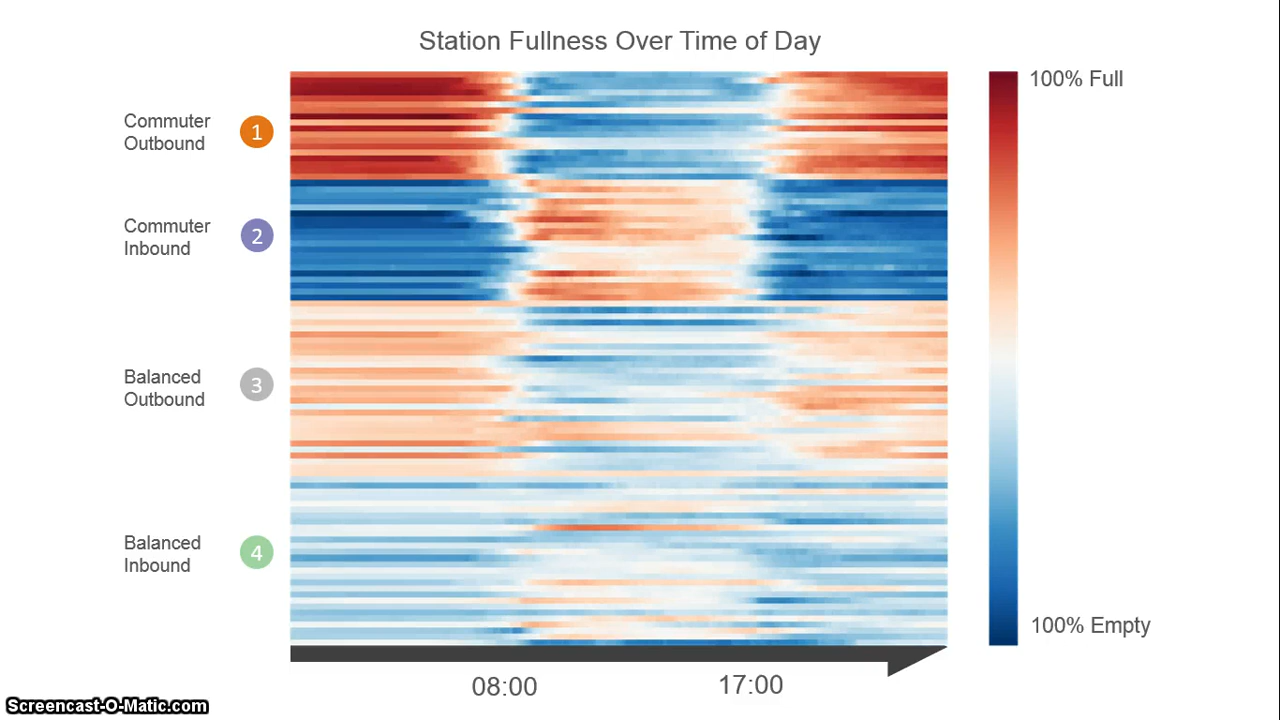 Station Fullness Over Time of Day
100% Full
Commuter
Outbound
1
Commuter
Inbound
2
Balanced
Outbound
3
Balanced
Inbound
4
100% Empty
08:00
17:00
Screencast-O-Matic.com